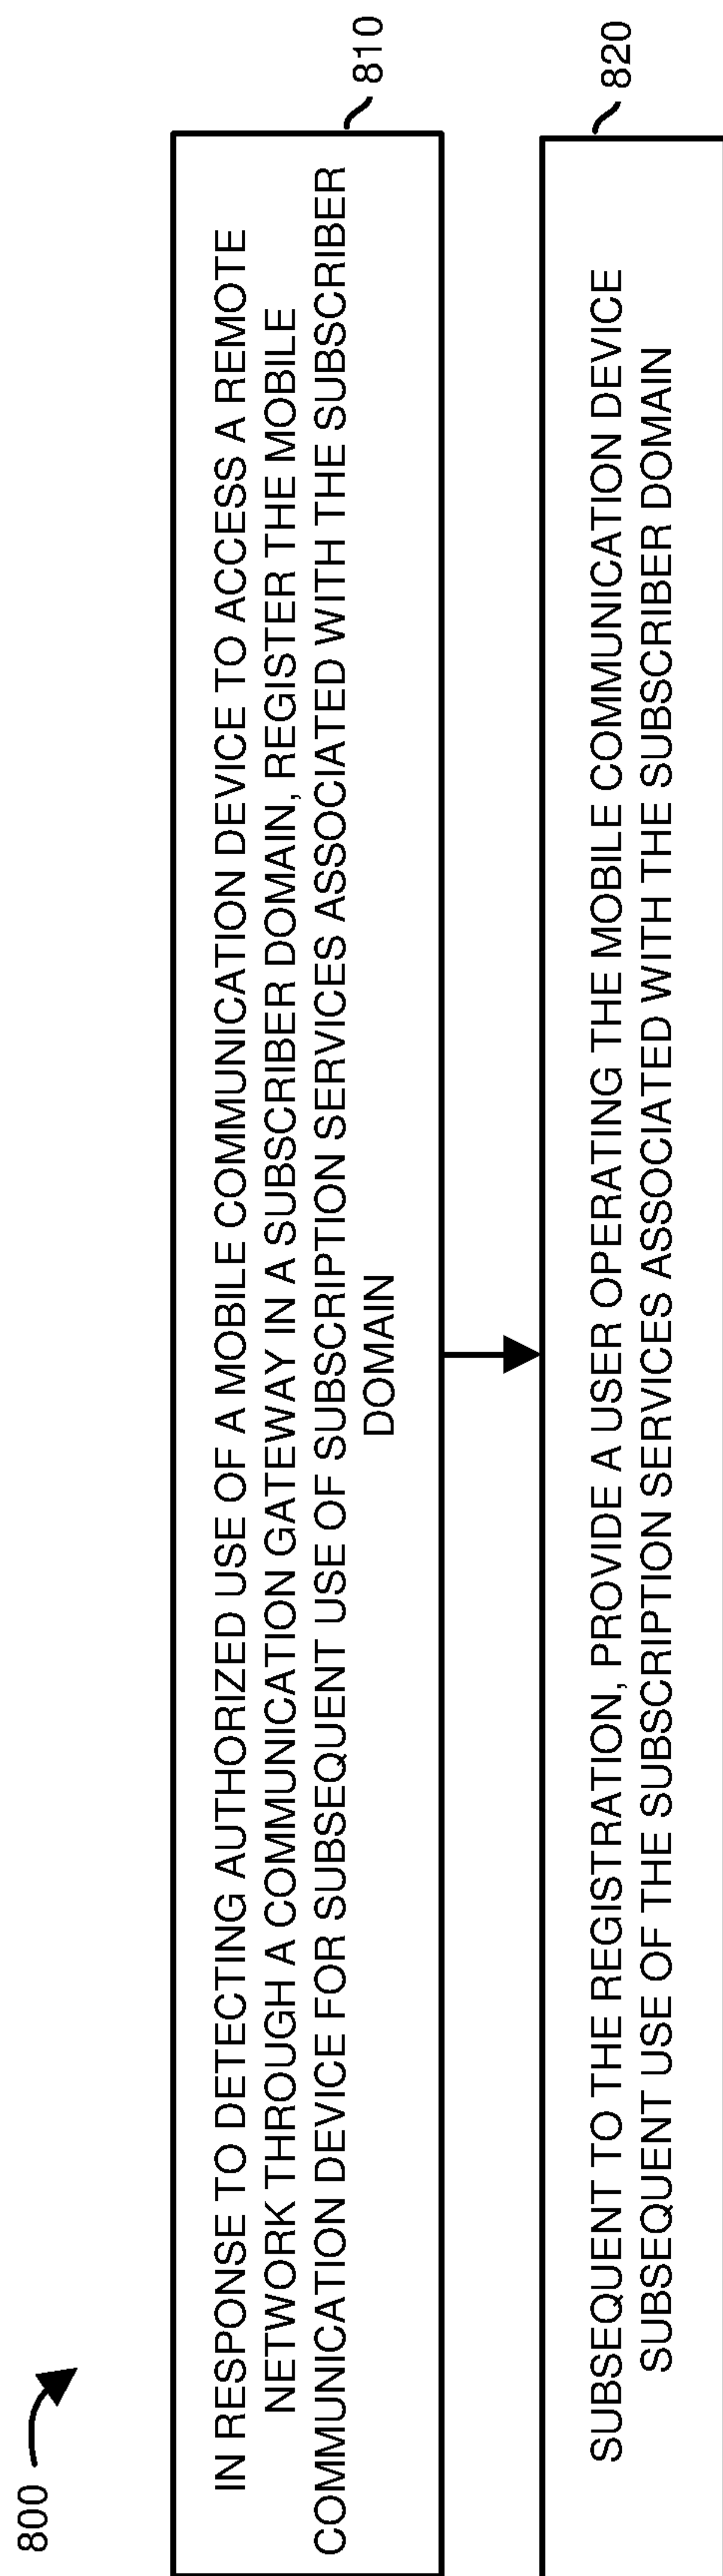 800
IN RESPONSE TO DETECTING AUTHORIZED USE OF A MOBILE COMMUNICATION DEVICE TO ACCESS A REMOTE
NETWORK THROUGH A COMMUNICATION GATEWAY IN A SUBSCRIBER DOMAIN, REGISTER THE MOBILE
COMMUNICATION DEVICE FOR SUBSEQUENT USE OF SUBSCRIPTION SERVICES ASSOCIATED WITH THE SUBSCRIBER
DOMAIN
810
SUBSEQUENT TO THE REGISTRATION, PROVIDE A USER OPERATING THE MOBILE COMMUNICATION DEVICE
SUBSEQUENT USE OF THE SUBSCRIPTION SERVICES ASSOCIATED WITH THE SUBSCRIBER DOMAIN
820